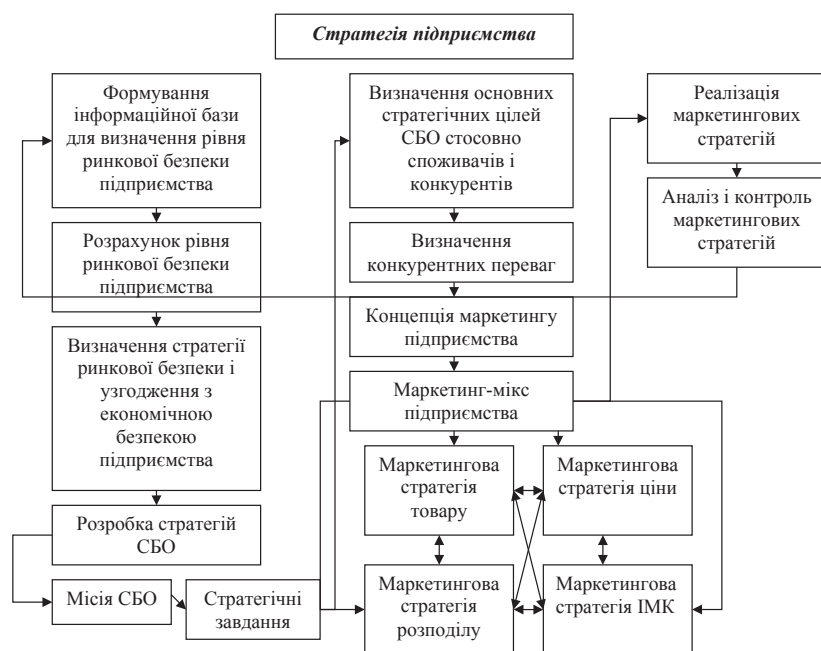 Стратегія підприємства
Формування
інформаційної бази
для визначення рівня
ринкової безпеки
підприємства
Розрахунок рівня
ринкової безпеки
підприємства
Визначення стратегії
ринкової безпеки і
узгодження з
економічною
безпекою
підприємства
Розробка стратегій
СБО
Місія СБО
Стратегічні
завдання
Визначення основних
стратегічних цілей
СБО стосовно
споживачів і
конкурентів
Визначення
конкурентних переваг
Концепція маркетингу
підприємства
Маркетинг-мікс
підприємства
Маркетингова
стратегія
товару
Маркетингова
стратегія ціни
Маркетингова
стратегія
розподілу
Маркетингова
стратегія ІМК
Реалізація
маркетингових
стратегій
Аналіз і контроль
маркетингових
стратегій